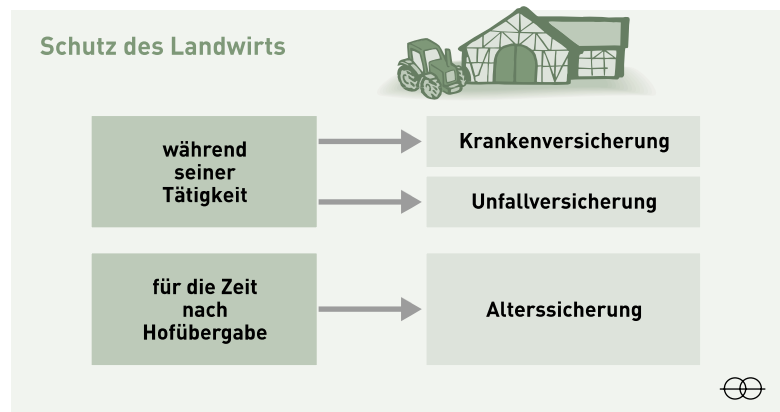 Schutz des Landwirts
während
seiner
Tätigkeit
Krankenversicherung
Unfallversicherung
für die Zeit
nach
Hofübergabe
Alterssicherung